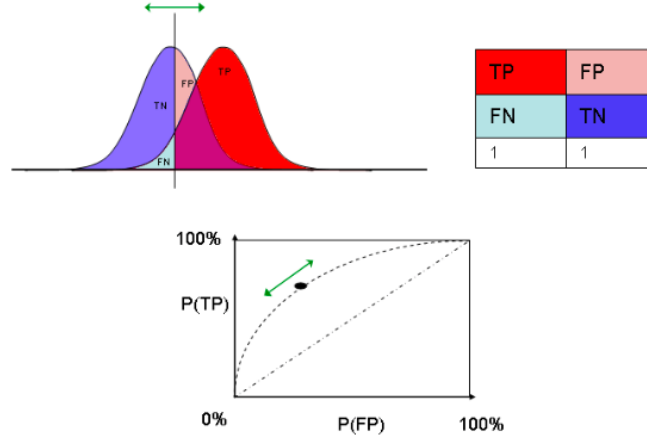 TP
FP
TN
FN
TP FP
FN TN
1 1
100%
P(TP)
0%
P(FP)
100%